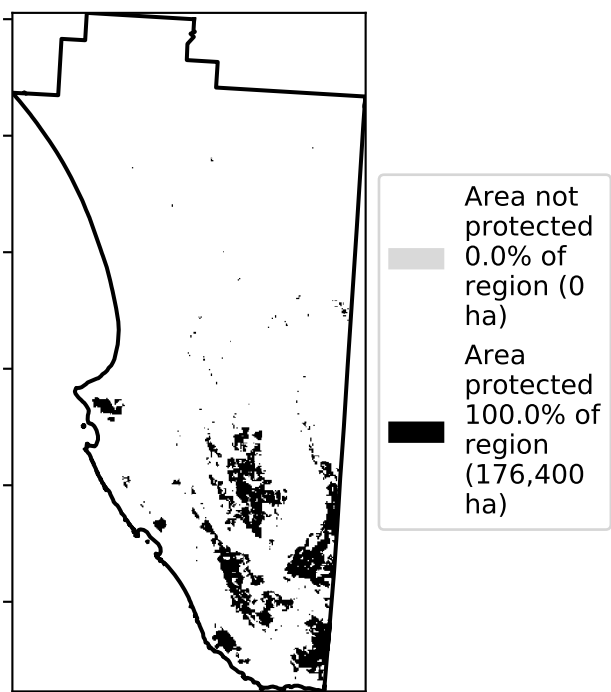 Area not
protected
0.0% of
region (0
ha)
Area
protected
100.0% of
region
(176,400
ha)